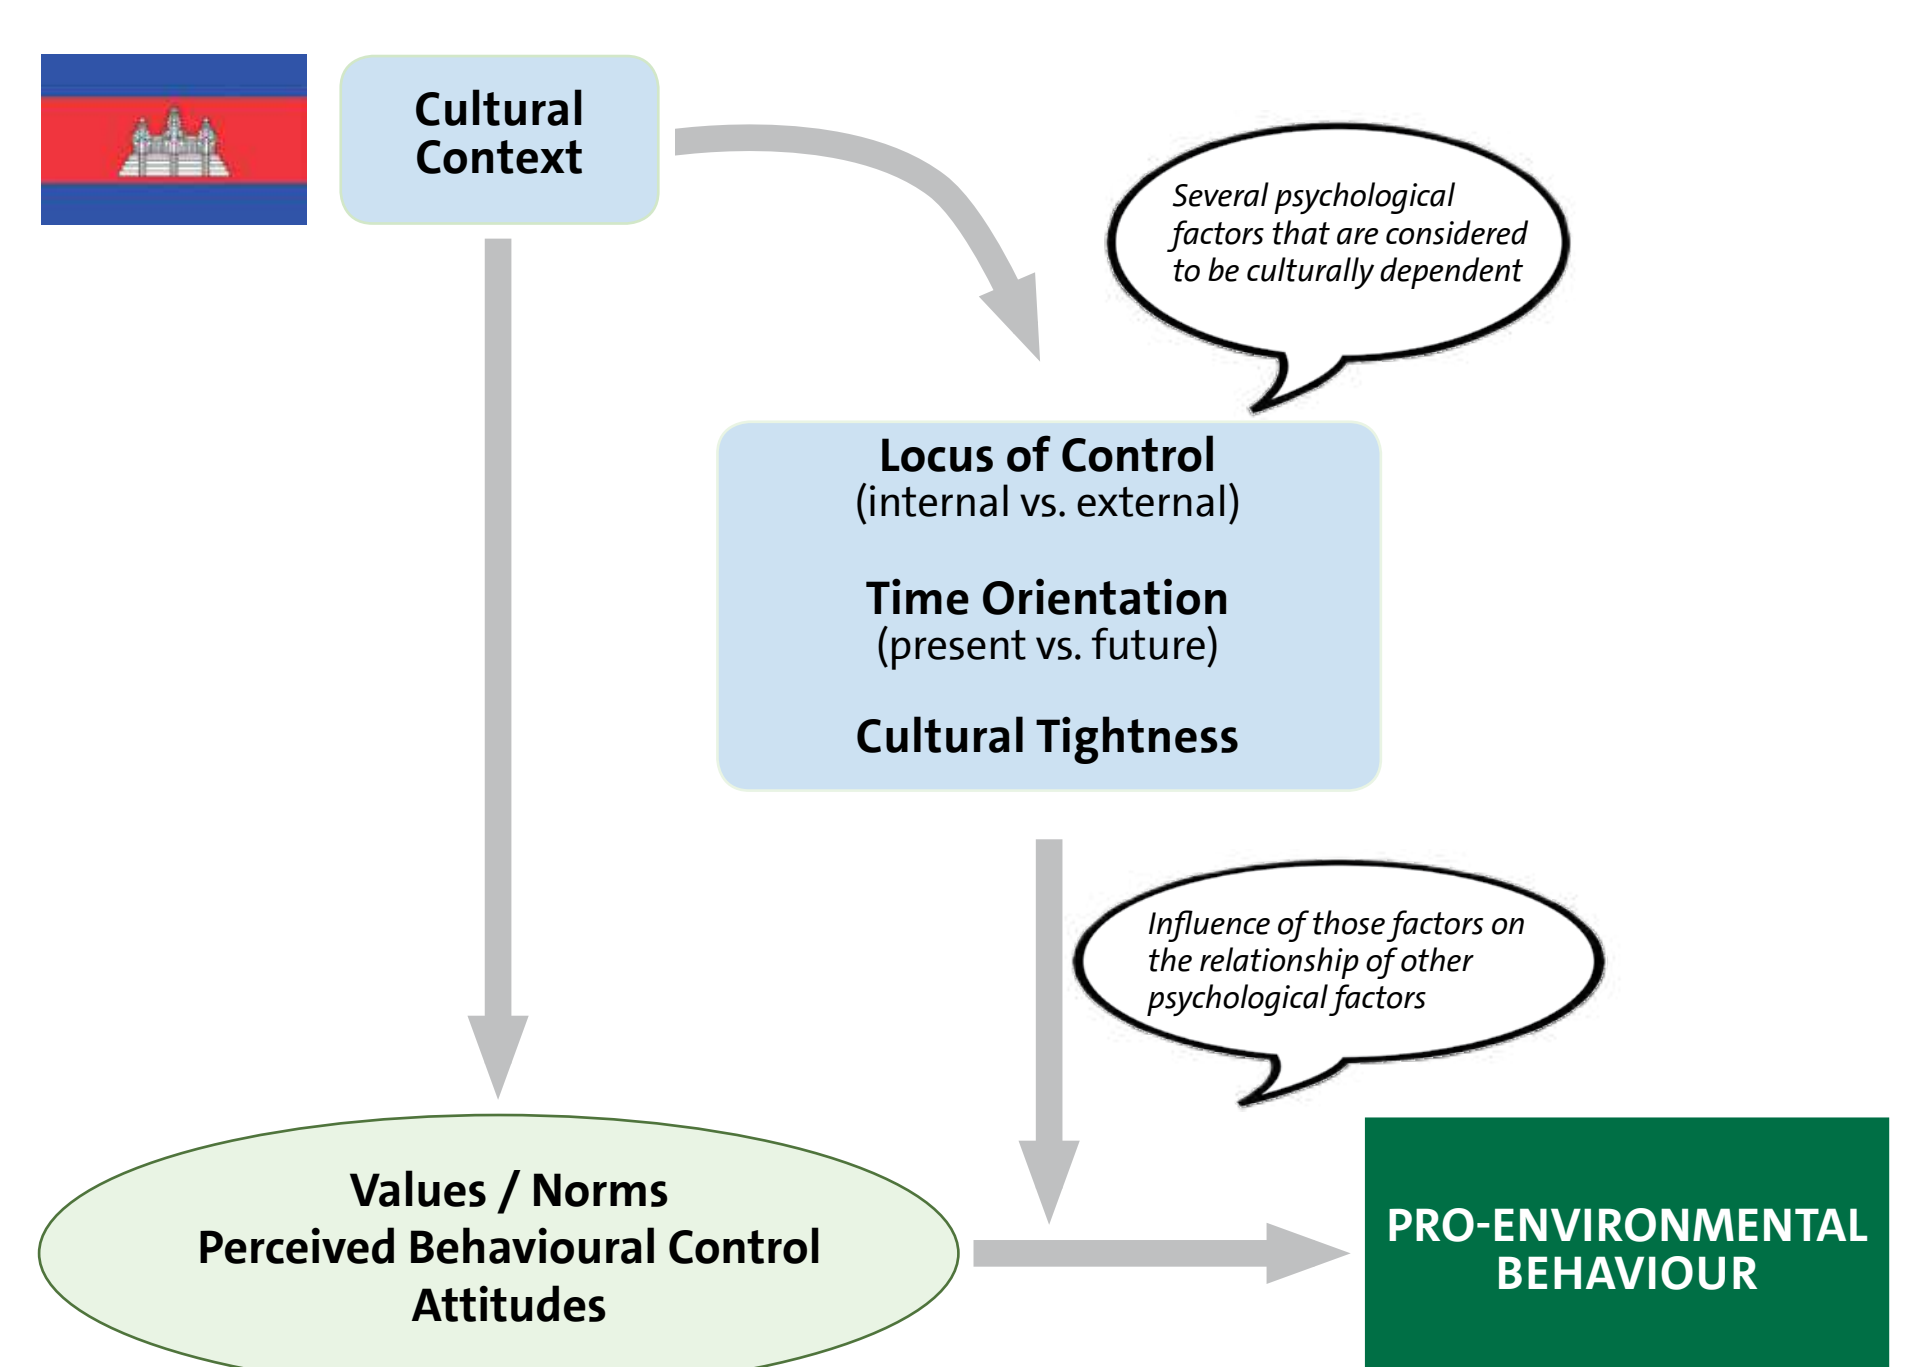 Cultural
Context
Several psychological
factors that are considered
to be culturally dependent
Locus of Control
(internal vs. external)
Time Orientation
(present vs. future)
Cultural Tightness
Influence of those factors on
the relationship of other
psychological factors
Values / Norms
Perceived Behavioural Control
Attitudes
PRO-ENVIRONMENTAL
BEHAVIOUR